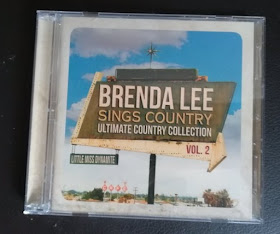 BRENDA LEE
SINGS COUNTRY
ULTIMATE COUNTRY COLLECTION
VOL. 2
LITTLE MISS DYNAMITE